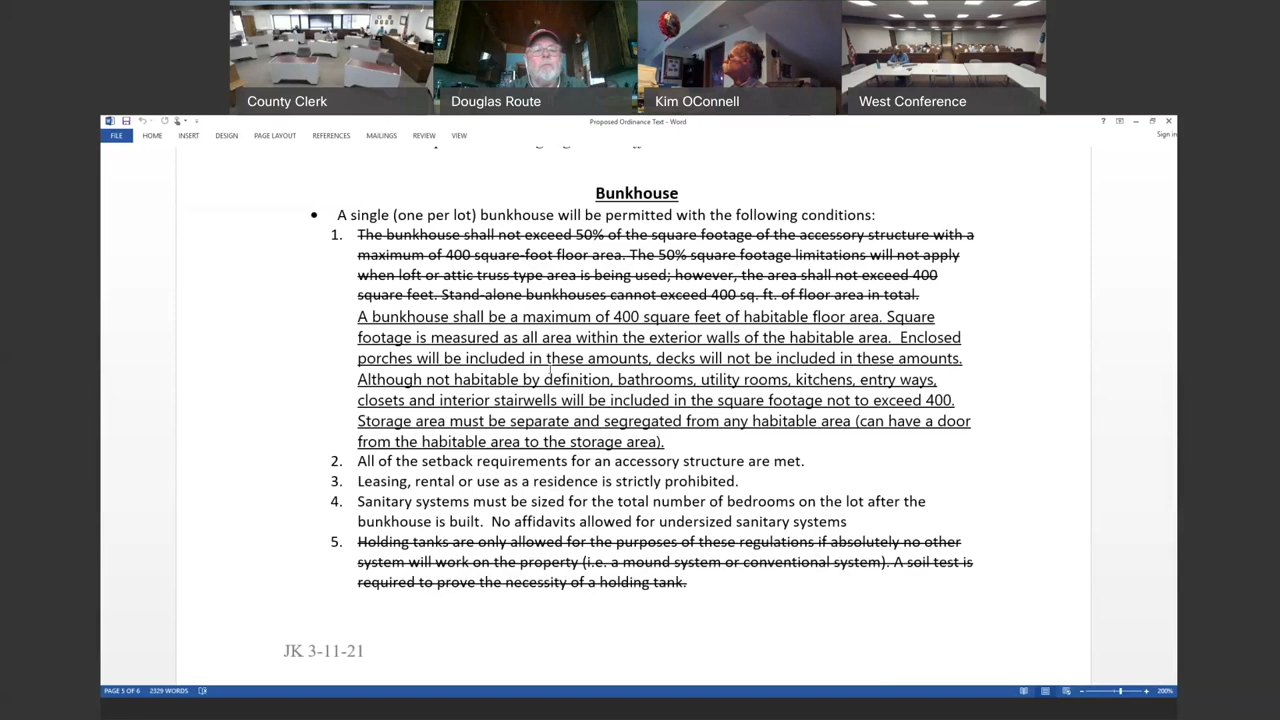 County Clerk
Douglas Route
Kim OConnell
West Conference
Proposed Ordinance Text - Word
Sign in
FILE HOME INSERT DESIGN PAGE LAYOUT REFERENCES MAILINGS REVIEW VIEW
Bunkhouse
• A single (one per lot) bunkhouse will be permitted with the following conditions:
1. The bunkhouse shall not exceed 50% of the square footage of the accessory structure with a
maximum of 400 square-foot floor area. The 50% square footage limitations will not apply
when loft or attic truss type area is being used; however, the area shall not exceed 400
square feet. Stand-alone bunkhouses cannot exceed 400 sq. ft. of floor area in total.
A bunkhouse shall be a maximum of 400 square feet of habitable floor area. Square
footage is measured as all area within the exterior walls of the habitable area. Enclosed
porches will be included in these amounts, decks will not be included in these amounts.
Although not habitable by definition, bathrooms, utility rooms, kitchens, entry ways,
closets and interior stairwells will be included in the square footage not to exceed 400.
Storage area must be separate and segregated from any habitable area (can have a door
from the habitable area to the storage area).
2. All of the setback requirements for an accessory structure are met.
3. Leasing, rental or use as a residence is strictly prohibited.
4. Sanitary systems must be sized for the total number of bedrooms on the lot after the
bunkhouse is built. No affidavits allowed for undersized sanitary systems
5. Holding tanks are only allowed for the purposes of these regulations if absolutely no other
system will work on the property (i.e. a mound system or conventional system). A soil test is
required to prove the necessity of a holding tank.
JK 3-11-21
PAGE 5 OF 6 2329 WORDS
200%